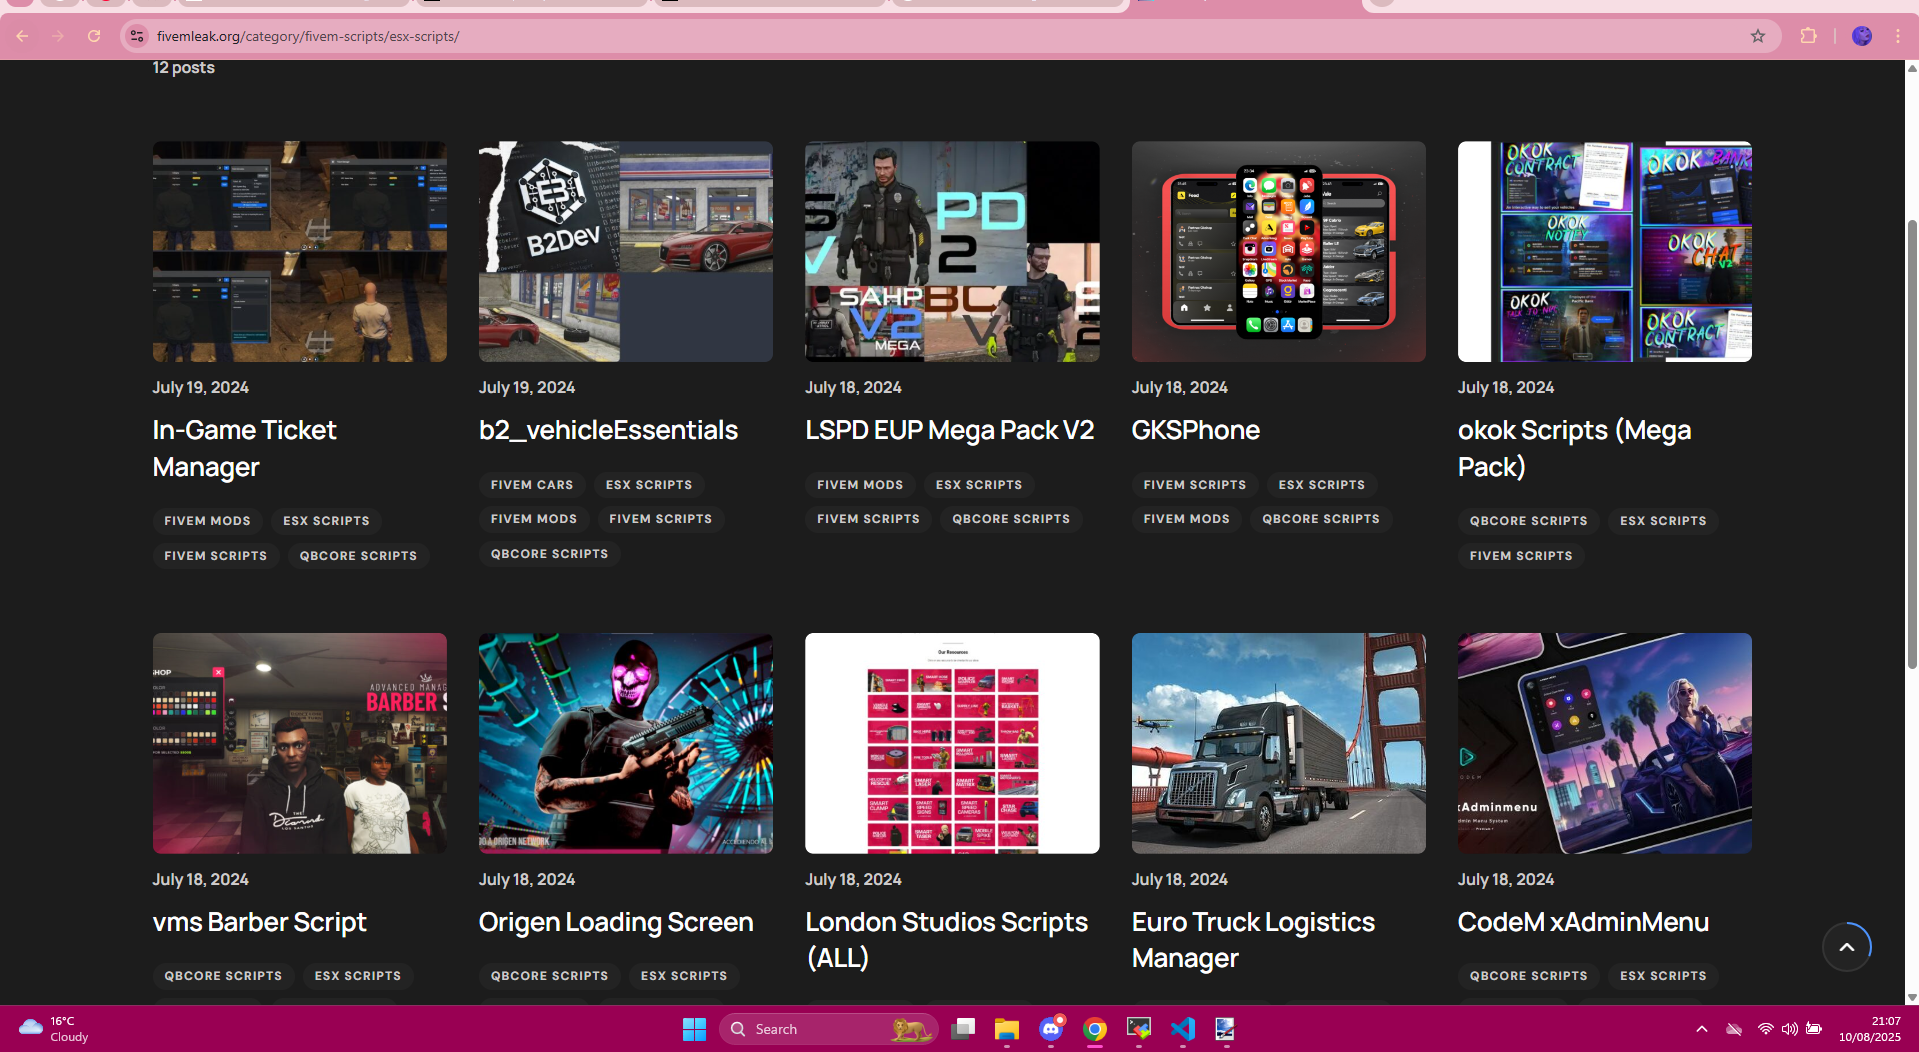 fivemleak.org/category/fivem-scripts/esx-scripts/
12 posts
B2Dev
PD
2
SAHP
V2
MEGA
BC
OKOK
CONTRACT
OKOK
BANK
OKOK
NOTIFY
OKOK
CHAT
V2
OKOK
TALK TO NPC
OKOK
CONTRACT
July 19, 2024
July 19, 2024
July 18, 2024
July 18, 2024
July 18, 2024
In-Game Ticket
Manager
b2_vehicleEssentials
LSPD EUP Mega Pack V2
GKSPhone
okok Scripts (Mega
Pack)
FIVEM MODS ESX SCRIPTS
FIVEM SCRIPTS QBCORE SCRIPTS
FIVEM CARS ESX SCRIPTS
FIVEM MODS FIVEM SCRIPTS
QBCORE SCRIPTS
FIVEM MODS ESX SCRIPTS
FIVEM SCRIPTS QBCORE SCRIPTS
FIVEM SCRIPTS ESX SCRIPTS
FIVEM MODS QBCORE SCRIPTS
QBCORE SCRIPTS ESX SCRIPTS
FIVEM SCRIPTS
SHOP
ADVANCED MANAG
BARBER S
Our Resources
xAdminmenu
July 18, 2024
July 18, 2024
July 18, 2024
July 18, 2024
July 18, 2024
vms Barber Script
Origen Loading Screen
London Studios Scripts
(ALL)
Euro Truck Logistics
Manager
CodeM xAdminMenu
QBCORE SCRIPTS ESX SCRIPTS
QBCORE SCRIPTS ESX SCRIPTS
QBCORE SCRIPTS ESX SCRIPTS
16°C
Cloudy
Search
21:07
10/08/2025